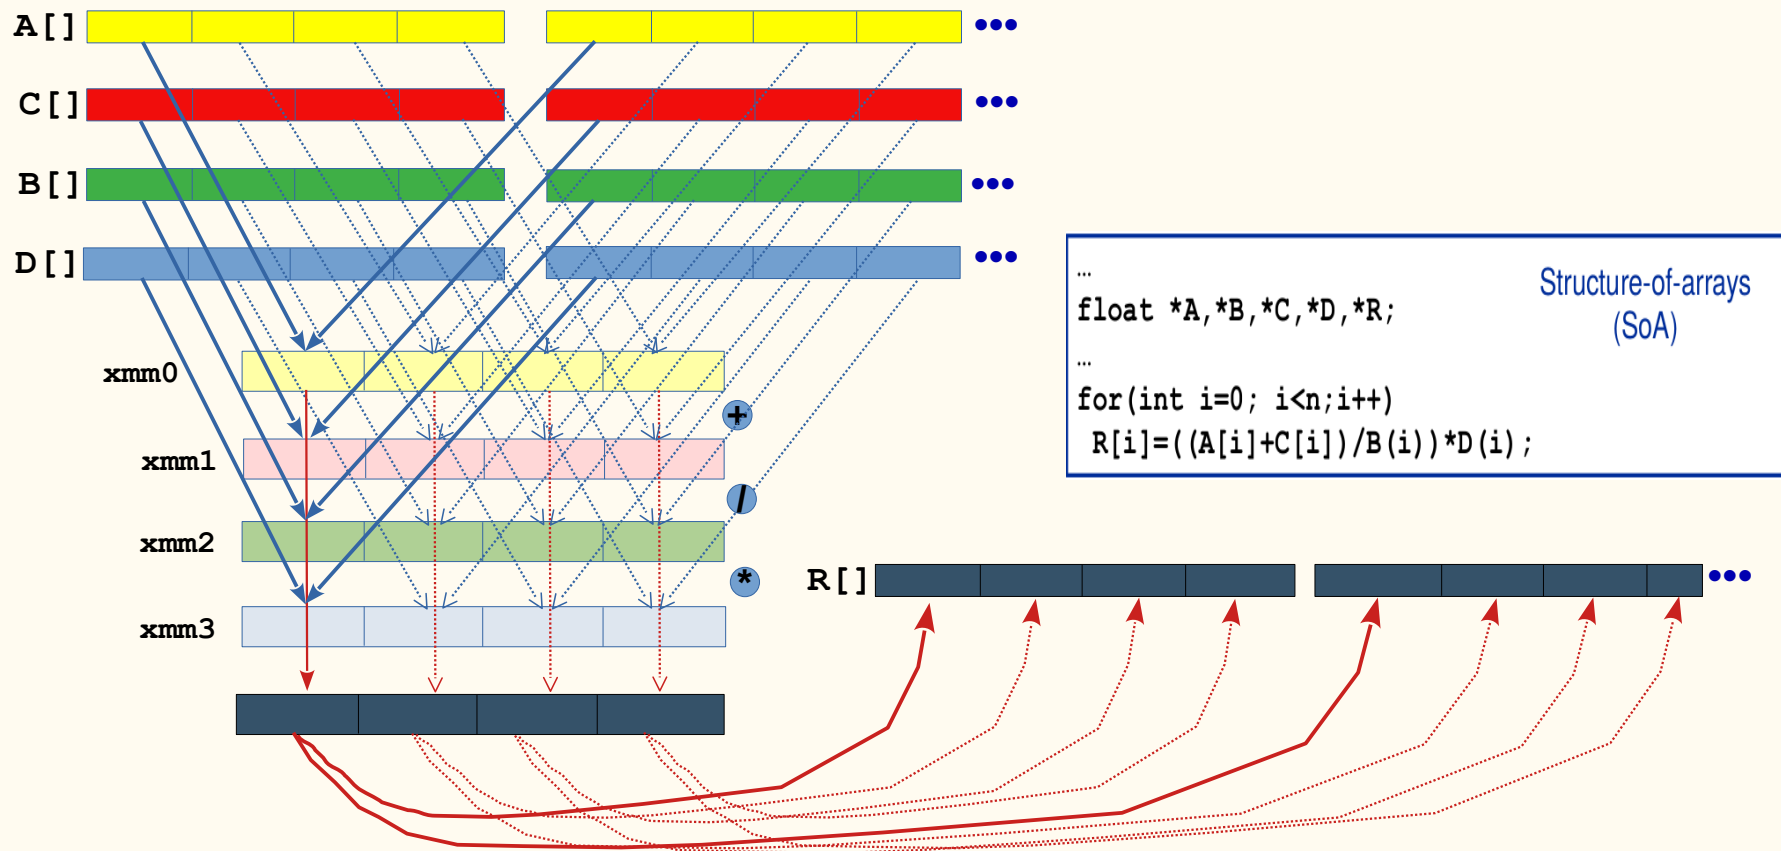 A[]
C[]
B[]
D[]
…
float *A,*B,*C,*D,*R;
…
for(int i=0; i<n;i++)
R[i]=((A[i]+C[i])/B(i))*D(i);
Structure-of-arrays
(SoA)
xmm0
+
xmm1
/
xmm2
*
xmm3
R[]